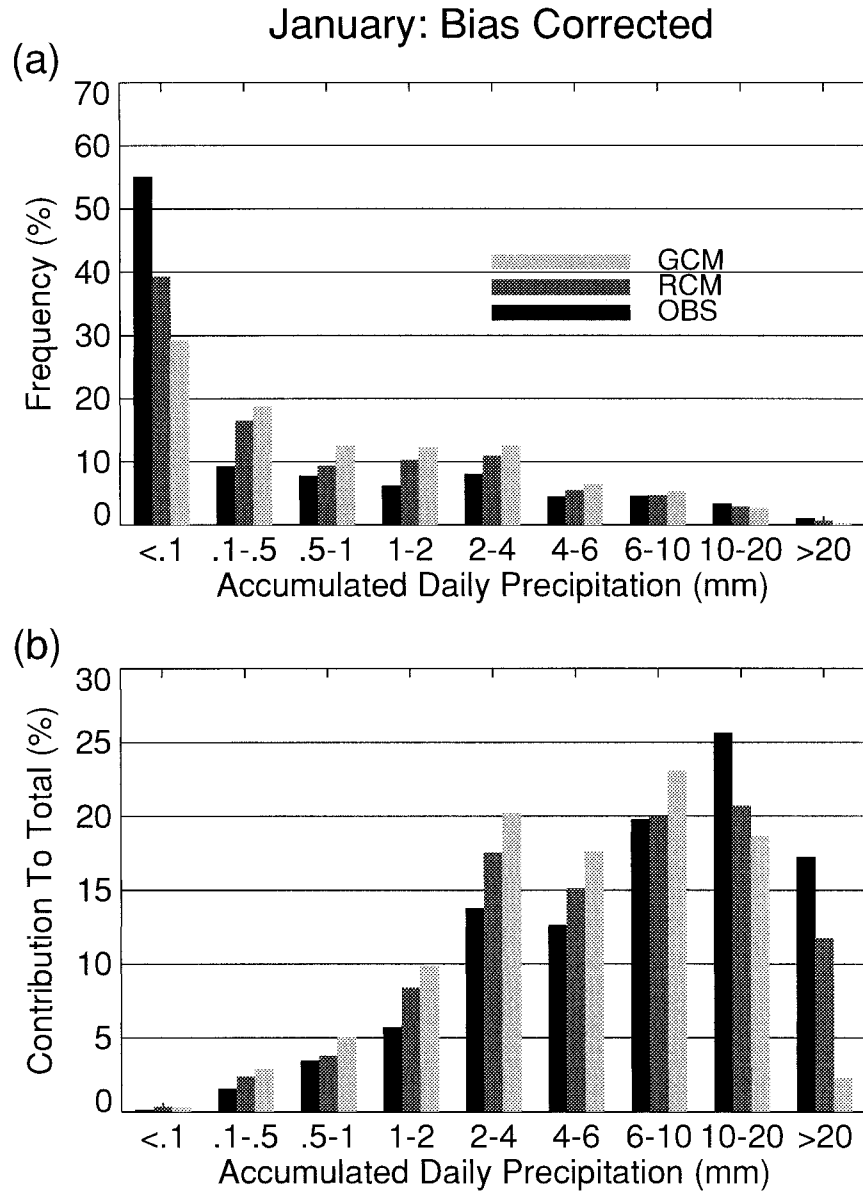 January: Bias Corrected
(a)
Frequency (%)
70
60
50
40
30
20
10
0
GCM
RCM
OBS
<.1 .1-.5 .5-1 1-2 2-4 4-6 6-10 10-20 >20
Accumulated Daily Precipitation (mm)
(b)
Contribution To Total (%)
30
25
20
15
10
5
0
<.1 .1-.5 .5-1 1-2 2-4 4-6 6-10 10-20 >20
Accumulated Daily Precipitation (mm)